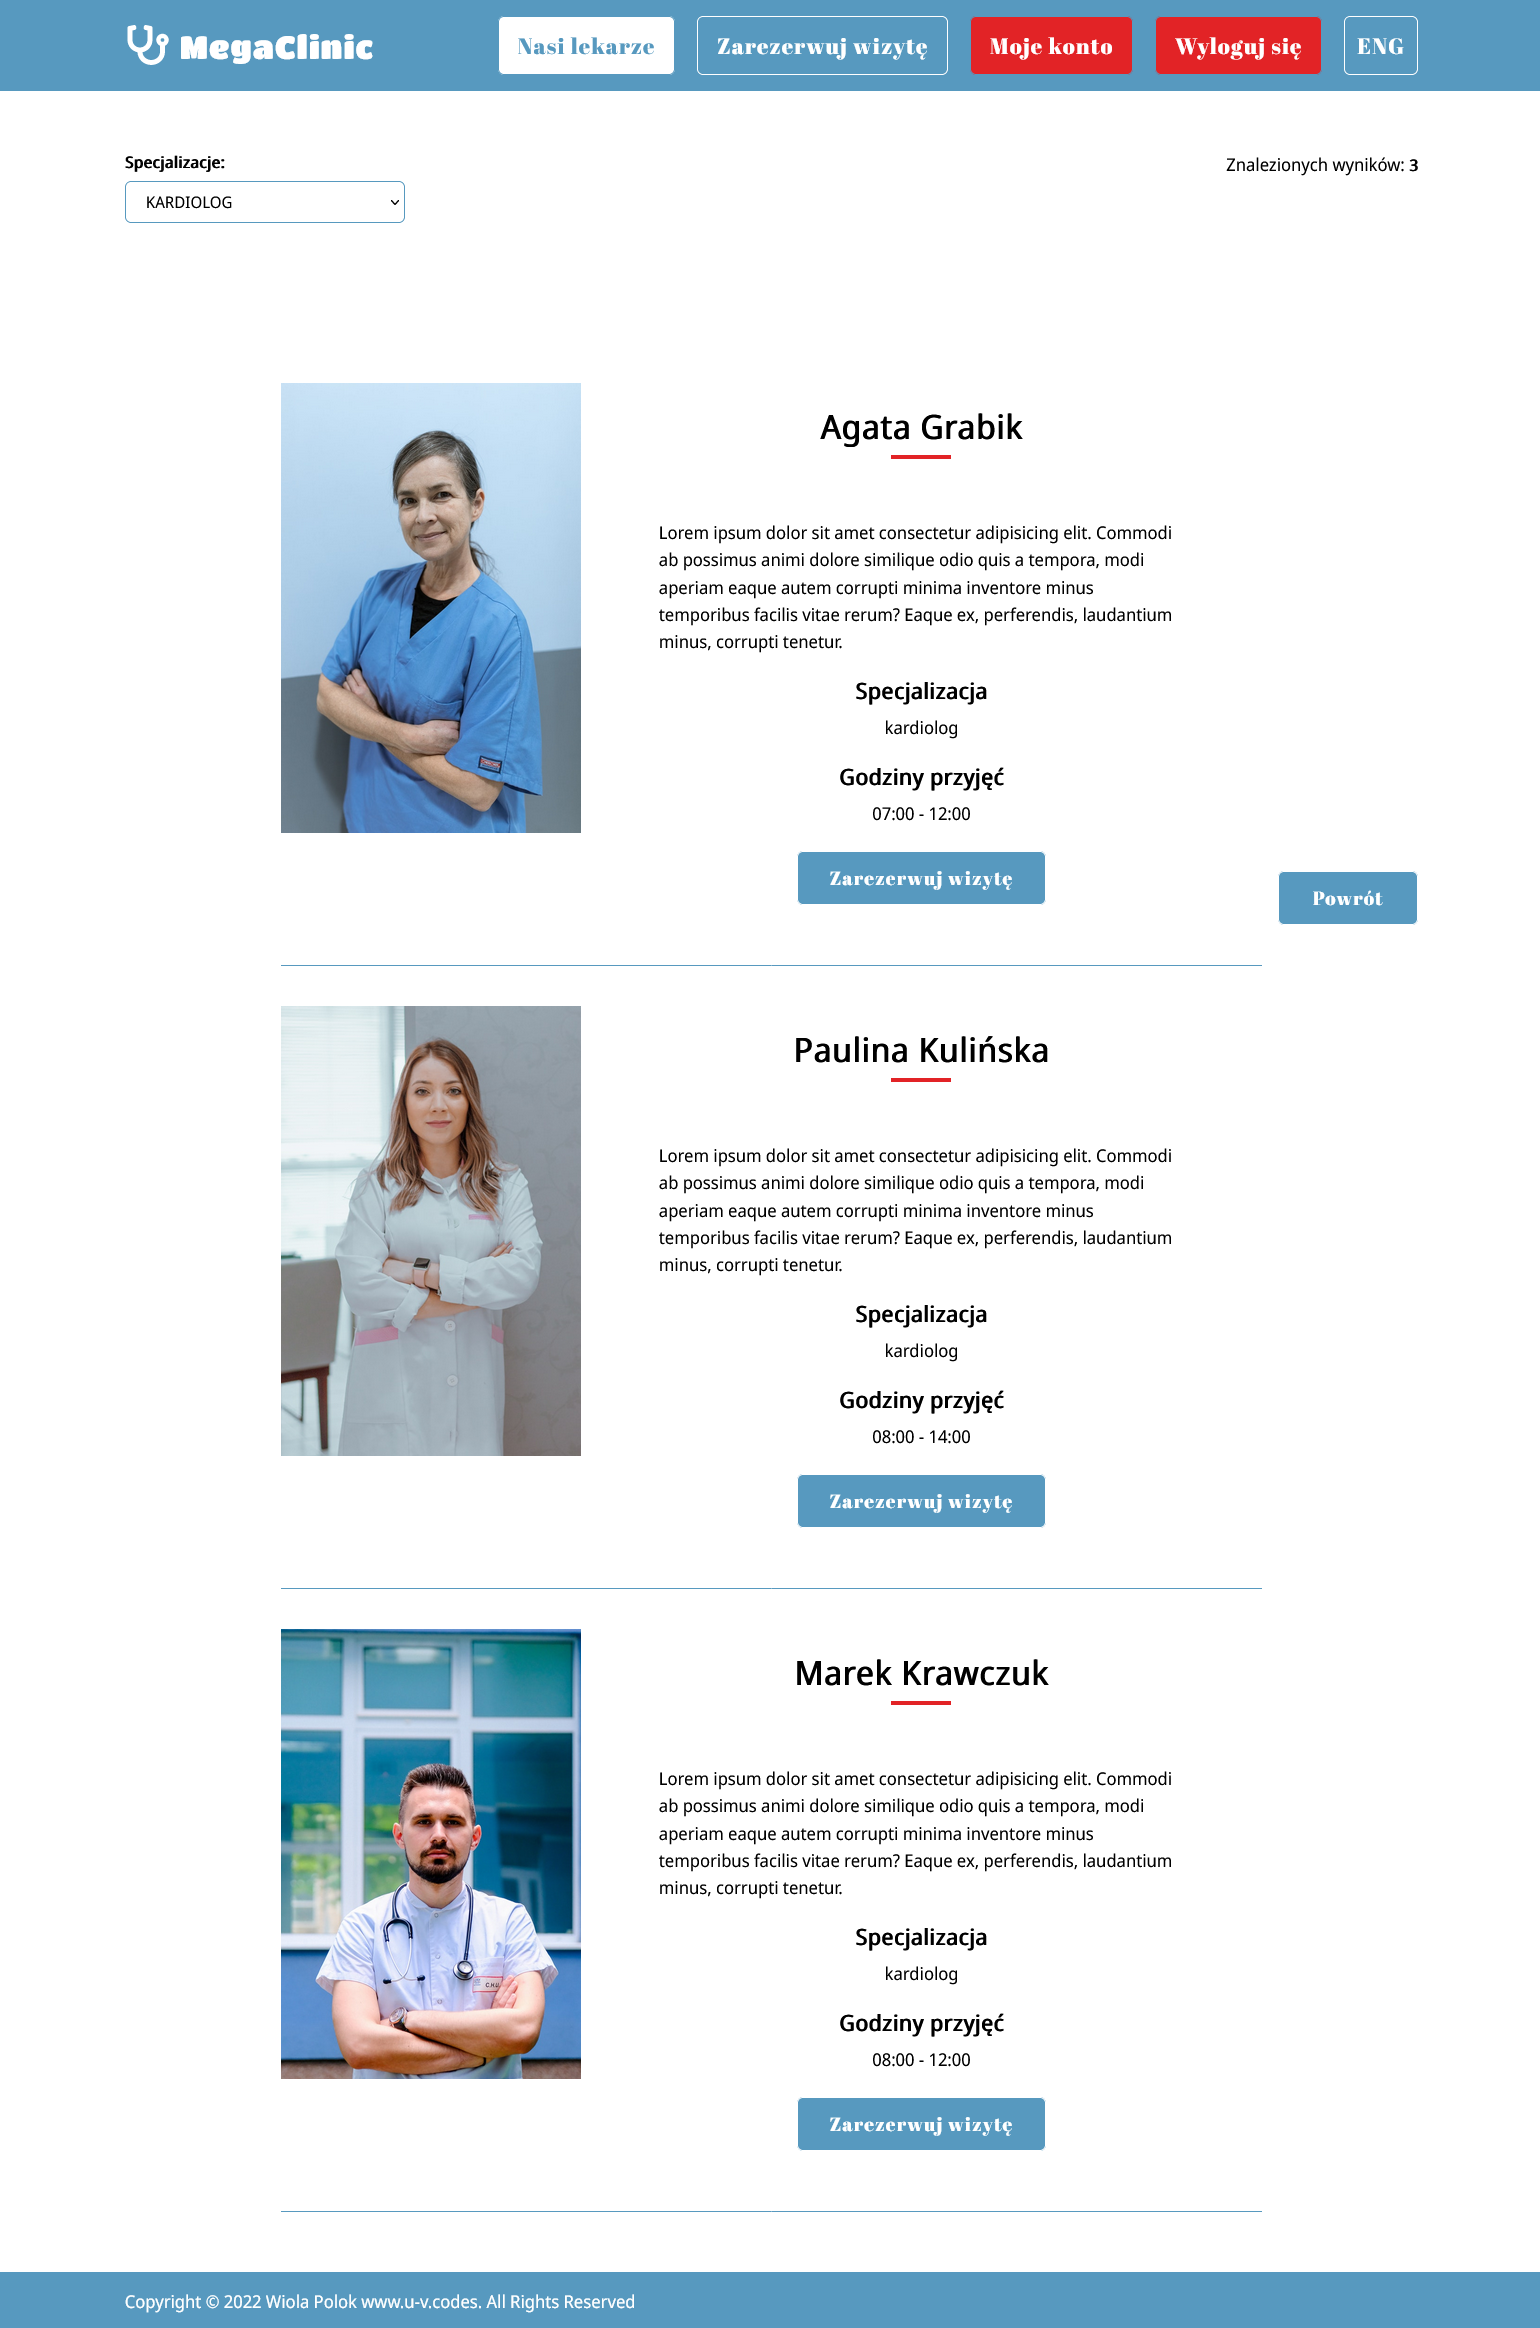 MegaClinic
Nasi lekarze
Zarezerwuj wizytę
Moje konto
Wyloguj się
ENG
Specjalizacje:
KARDIOLOG
Znalezionych wyników: 3
Agata Grabik
Lorem ipsum dolor sit amet consectetur adipisicing elit. Commodi
ab possimus animi dolore similique odio quis a tempora, modi
aperiam eaque autem corrupti minima inventore minus
temporibus facilis vitae rerum? Eaque ex, perferendis, laudantium
minus, corrupti tenetur.
Specjalizacja
kardiolog
Godziny przyjęć
07:00 - 12:00
Zarezerwuj wizytę
Powrót
Paulina Kulińska
Lorem ipsum dolor sit amet consectetur adipisicing elit. Commodi
ab possimus animi dolore similique odio quis a tempora, modi
aperiam eaque autem corrupti minima inventore minus
temporibus facilis vitae rerum? Eaque ex, perferendis, laudantium
minus, corrupti tenetur.
Specjalizacja
kardiolog
Godziny przyjęć
08:00 - 14:00
Zarezerwuj wizytę
Marek Krawczuk
Lorem ipsum dolor sit amet consectetur adipisicing elit. Commodi
ab possimus animi dolore similique odio quis a tempora, modi
aperiam eaque autem corrupti minima inventore minus
temporibus facilis vitae rerum? Eaque ex, perferendis, laudantium
minus, corrupti tenetur.
C.H.U.
Specjalizacja
kardiolog
Godziny przyjęć
08:00 - 12:00
Zarezerwuj wizytę
Copyright © 2022 Wiola Polok www.u-v.codes. All Rights Reserved